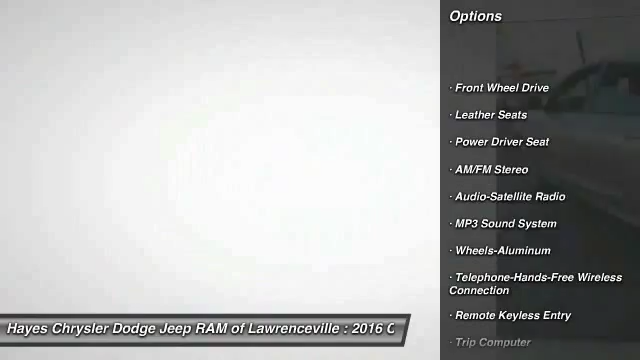 Options
· Front Wheel Drive
· Leather Seats
· Power Driver Seat
· AM/FM Stereo
· Audio-Satellite Radio
· MP3 Sound System
· Wheels-Aluminum
· Telephone-Hands-Free Wireless
Connection
· Remote Keyless Entry
· Trip Computer
Hayes Chrysler Dodge Jeep RAM of Lawrenceville : 2016 C